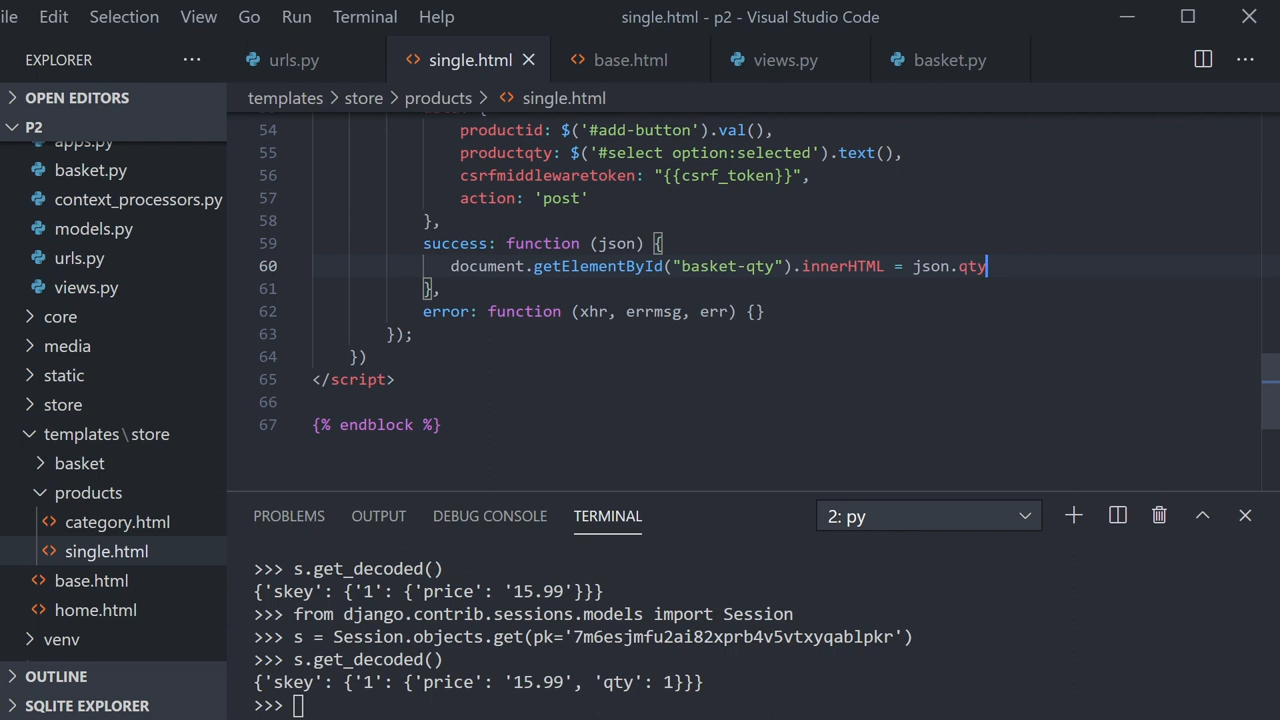 ile Edit Selection View Go Run Terminal Help single.html - p2 - Visual Studio Code
EXPLORER
urls.py single.html base.html views.py basket.py
OPEN EDITORS
P2
apps.py
basket.py
context_processors.py
models.py
urls.py
views.py
core
media
static
store
templates\store
basket
products
category.html
single.html
base.html
home.html
venv
OUTLINE
SQLITE EXPLORER
templates > store > products > single.html
54 productid: $('#add-button').val(),
55 productqty: $('#select option:selected').text(),
56 csrfmiddlewaretoken: "{{csrf_token}}",
57 action: 'post'
58 },
59 success: function (json) {
60 document.getElementById("basket-qty").innerHTML = json.qty
61 },
62 error: function (xhr, errmsg, err) {}
63 });
64 })
65 </script>
66
67 {% endblock %}
PROBLEMS OUTPUT DEBUG CONSOLE TERMINAL 2: py
>>> s.get_decoded()
{'skey': {'1': {'price': '15.99'}}}
>>> from django.contrib.sessions.models import Session
>>> s = Session.objects.get(pk='7m6esjmfu2ai82xprb4v5vtxyqablpkr')
>>> s.get_decoded()
{'skey': {'1': {'price': '15.99', 'qty': 1}}}
>>>